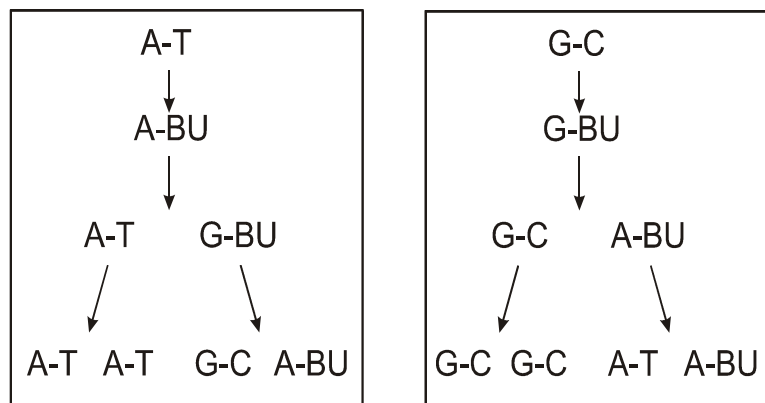 A-T
A-BU
A-T G-BU
A-T A-T G-C A-BU
G-C
G-BU
G-C A-BU
G-C G-C A-T A-BU